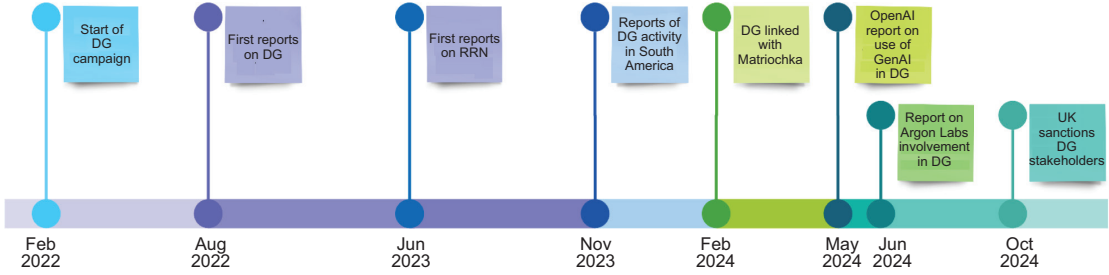 Start of
DG
campaign
First reports
on DG
First reports
on RRN
Reports of
DG activity
in South
America
DG linked
with
Matriochka
OpenAI
report on
use of
GenAI
in DG
Report on
Argon Labs
involvement
in DG
UK
sanctions
DG
stakeholders
Feb
2022
Aug
2022
Jun
2023
Nov
2023
Feb
2024
May
2024
Jun
2024
Oct
2024